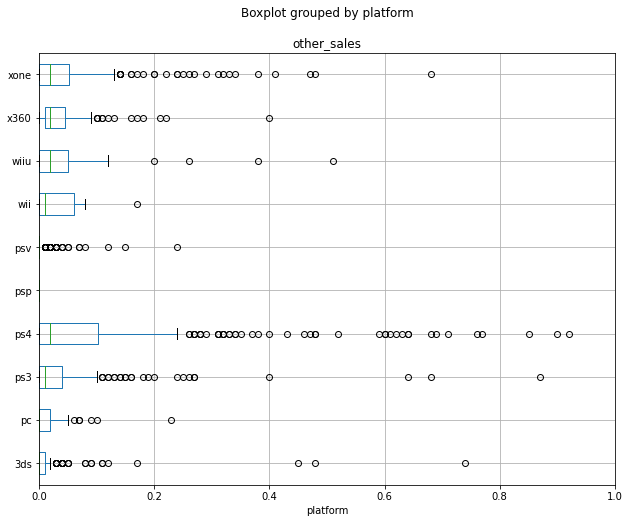 Boxplot grouped by platform
other_sales
xone
x360
wiiu
wii
psv
psp
ps4
ps3
pc
3ds
0.0 0.2 0.4 0.6 0.8 1.0
platform